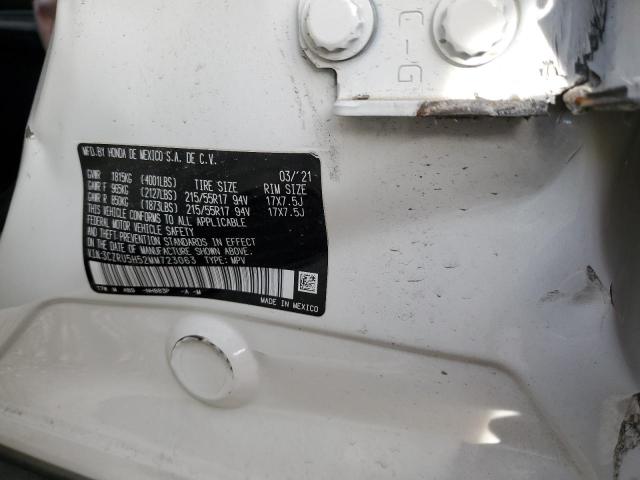 MFD.BY HONDA DE MEXICO S.A. DE C.V.
03/'21
GVWR 1815KG (4001LBS) TIRE SIZE RIM SIZE
GAWR F 965KG (2127LBS) 215/55R17 94V 17X7.5J
GAWR R 850KG (1873LBS) 215/55R17 94V 17X7.5J
THIS VEHICLE CONFORMS TO ALL APPLICABLE
FEDERAL MOTOR VEHICLE SAFETY
AND THEFT PREVENTION STANDARDS IN EFFECT
ON THE DATE OF MANUFACTURE SHOWN ABOVE.
VIN:3CZRU5H52MM723063 TYPE: MPV
-A -M
MADE IN MEXICO